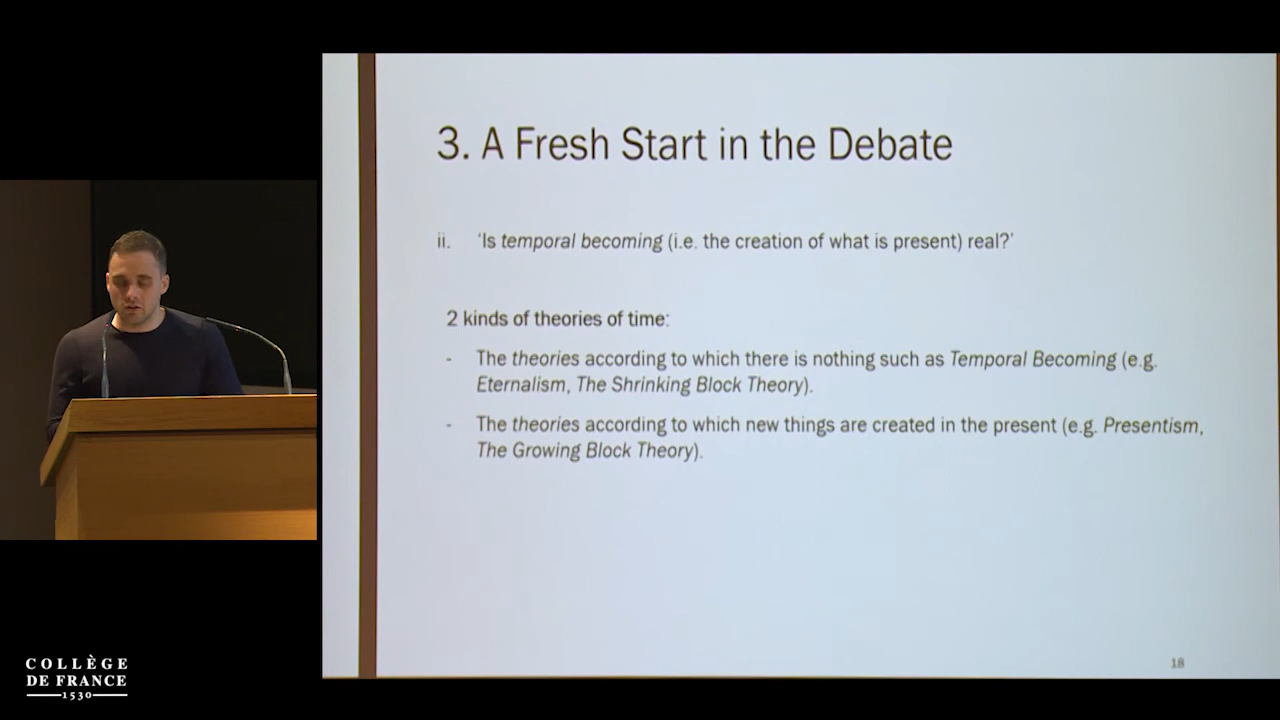 3. A Fresh Start in the Debate
ii. 'Is temporal becoming (i.e. the creation of what is present) real?'
2 kinds of theories of time:
- The theories according to which there is nothing such as Temporal Becoming (e.g.
Eternalism, The Shrinking Block Theory).
- The theories according to which new things are created in the present (e.g. Presentism,
The Growing Block Theory).
18
COLLÈGE
DE FRANCE
1530